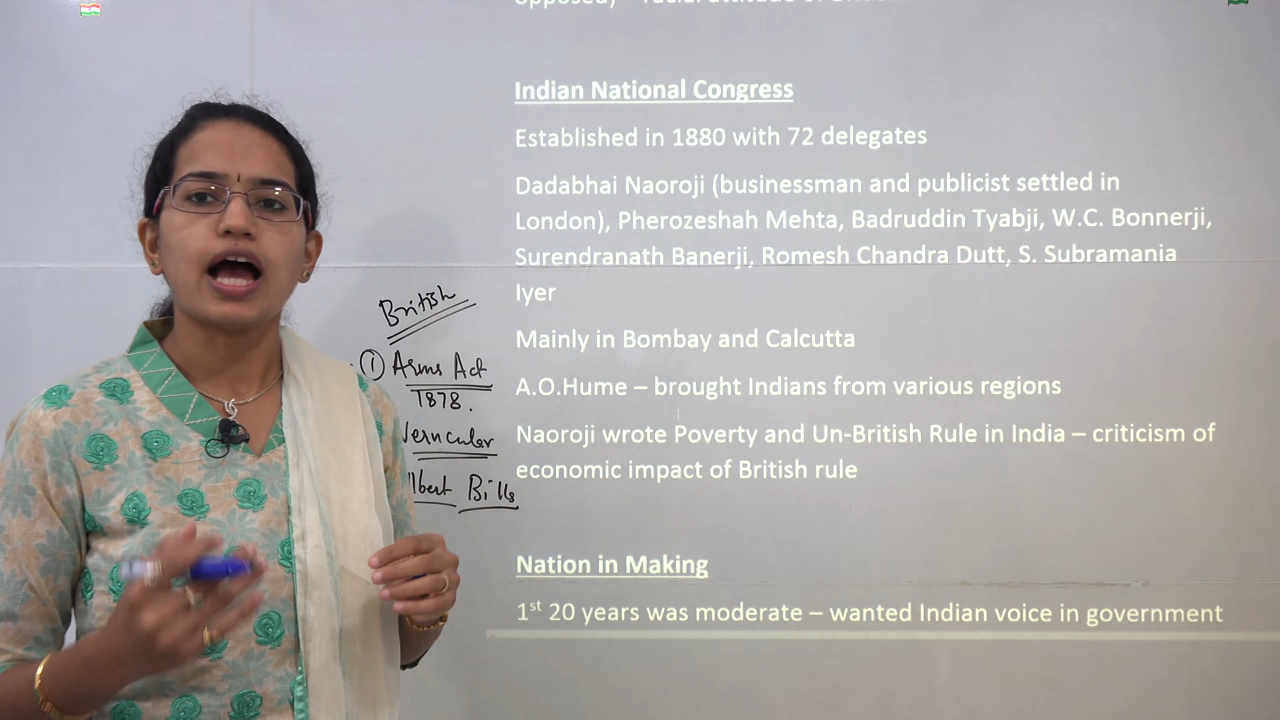 Indian National Congress
Established in 1880 with 72 delegates
Dadabhai Naoroji (businessman and publicist settled in
London), Pherozeshah Mehta, Badruddin Tyabji, W.C. Bonnerji,
Surendranath Banerji, Romesh Chandra Dutt, S. Subramania
Iyer
Mainly in Bombay and Calcutta
A.O.Hume – brought Indians from various regions
Naoroji wrote Poverty and Un-British Rule in India – criticism of
economic impact of British rule
Nation in Making
1st 20 years was moderate – wanted Indian voice in government
British
① Arms Act
1878.
Verncular
lbert Bills